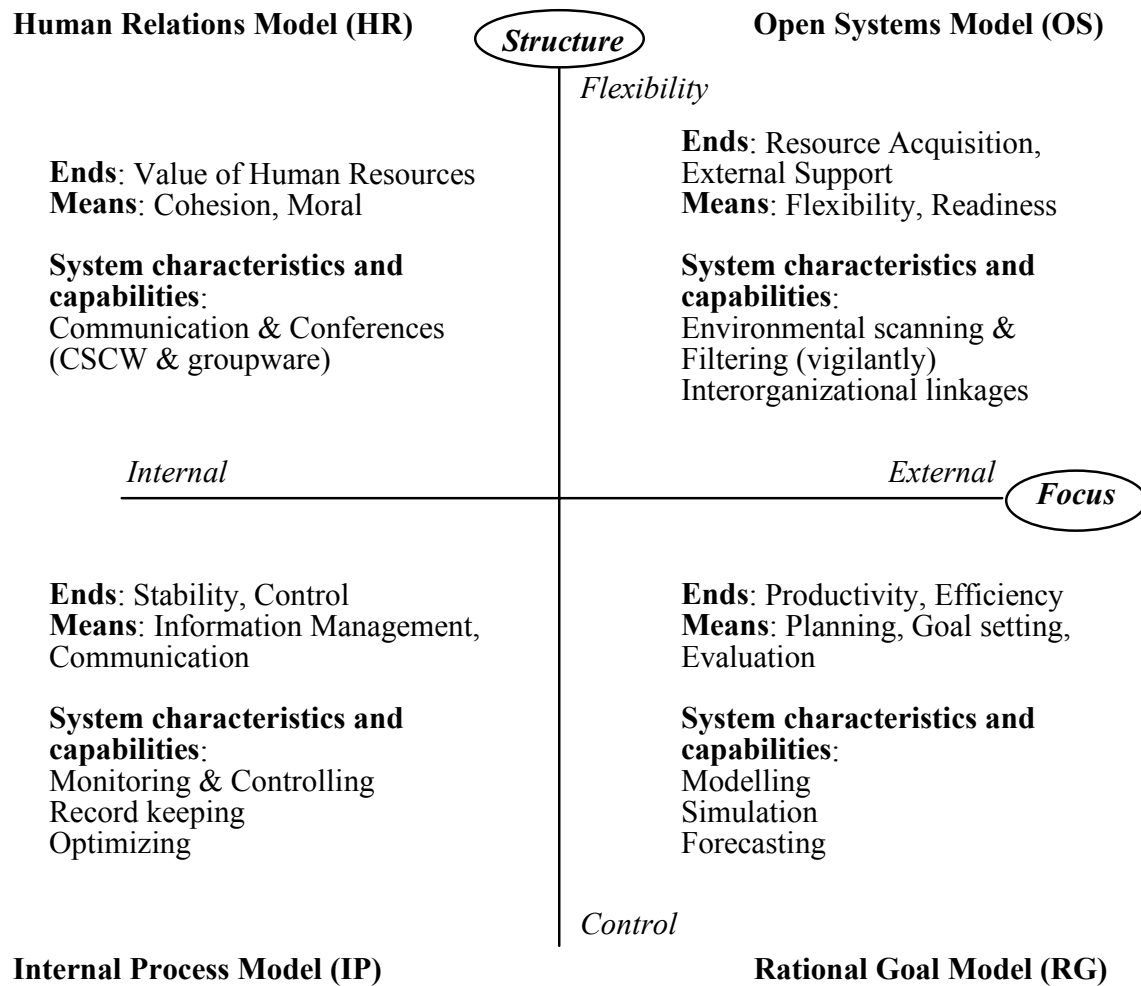 Human Relations Model (HR)
Structure
Open Systems Model (OS)
Flexibility
Ends: Value of Human Resources
Means: Cohesion, Moral
System characteristics and
capabilities:
Communication & Conferences
(CSCW & groupware)
Ends: Resource Acquisition,
External Support
Means: Flexibility, Readiness
System characteristics and
capabilities:
Environmental scanning &
Filtering (vigilantly)
Interorganizational linkages
Internal
External
Focus
Ends: Stability, Control
Means: Information Management,
Communication
System characteristics and
capabilities:
Monitoring & Controlling
Record keeping
Optimizing
Ends: Productivity, Efficiency
Means: Planning, Goal setting,
Evaluation
System characteristics and
capabilities:
Modelling
Simulation
Forecasting
Control
Internal Process Model (IP)
Rational Goal Model (RG)